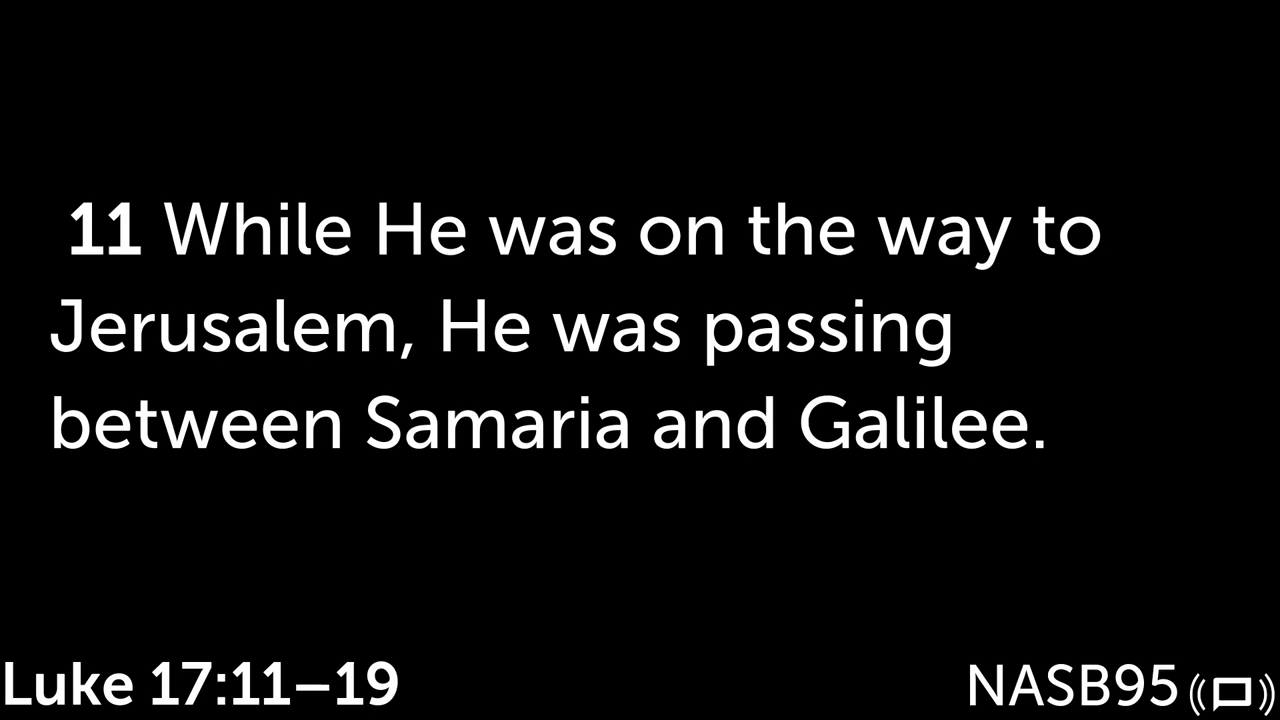 11 While He was on the way to
Jerusalem, He was passing
between Samaria and Galilee.
Luke 17:11–19
NASB95